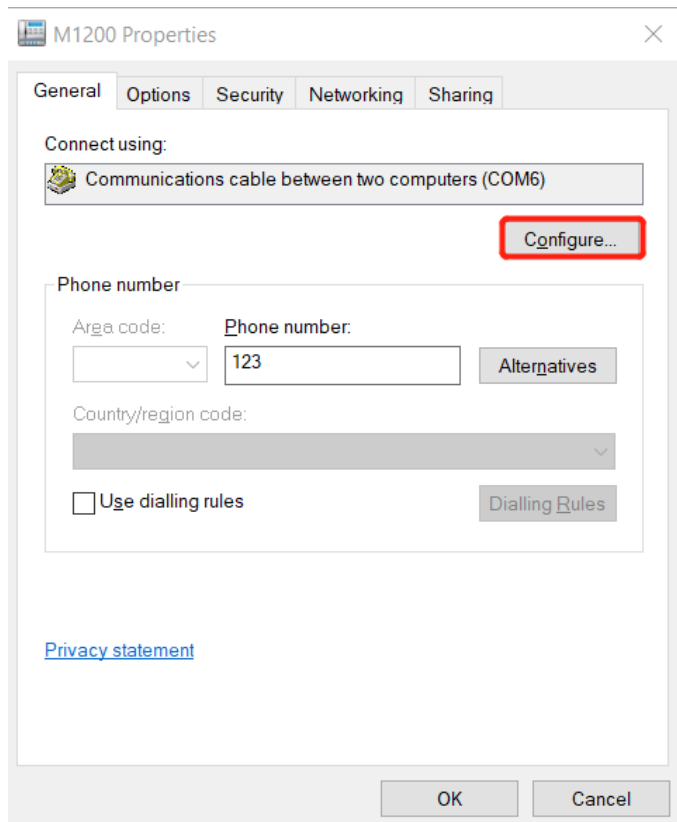 M1200 Properties
General Options Security Networking Sharing
Connect using:
Communications cable between two computers (COM6)
Configure...
Phone number
Area code: Phone number:
123 Alternatives
Country/region code:
Use dialling rules Dialling Rules
Privacy statement
OK Cancel